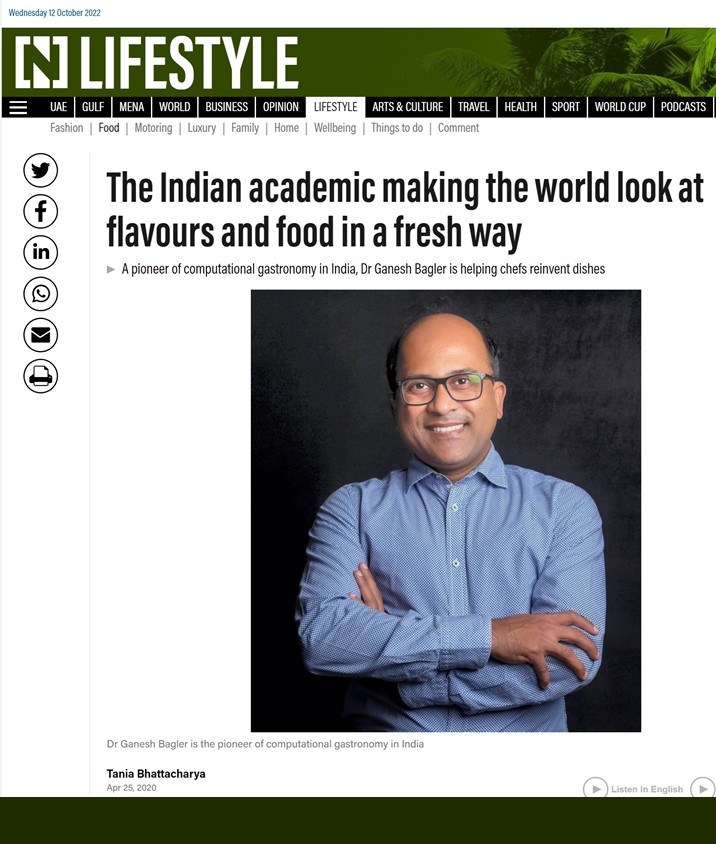 Wednesday 12 October 2022
[N] LIFESTYLE
UAE | GULF | MENA | WORLD | BUSINESS | OPINION | LIFESTYLE | ARTS & CULTURE | TRAVEL | HEALTH | SPORT | WORLD CUP | PODCASTS
Fashion | Food | Motoring | Luxury | Family | Home | Wellbeing | Things to do | Comment
The Indian academic making the world look at
flavours and food in a fresh way
A pioneer of computational gastronomy in India, Dr Ganesh Bagler is helping chefs reinvent dishes
Dr Ganesh Bagler is the pioneer of computational gastronomy in India
Tania Bhattacharya
Apr 25, 2020
Listen In English